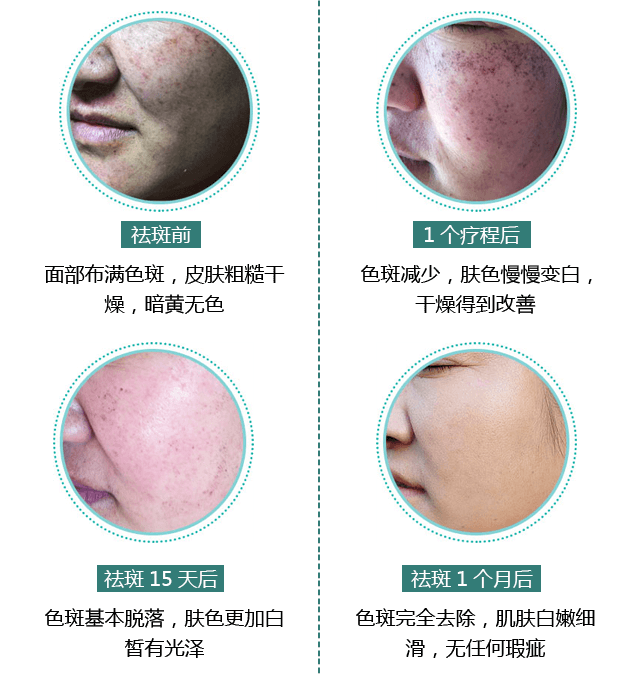 祛斑前
面部布满色斑，皮肤粗糙干
燥，暗黄无色
1个疗程后
色斑减少，肤色慢慢变白，
干燥得到改善
祛斑15天后
色斑基本脱落，肤色更加白
皙有光泽
祛斑1个月后
色斑完全去除，肌肤白嫩细
滑，无任何瑕疵